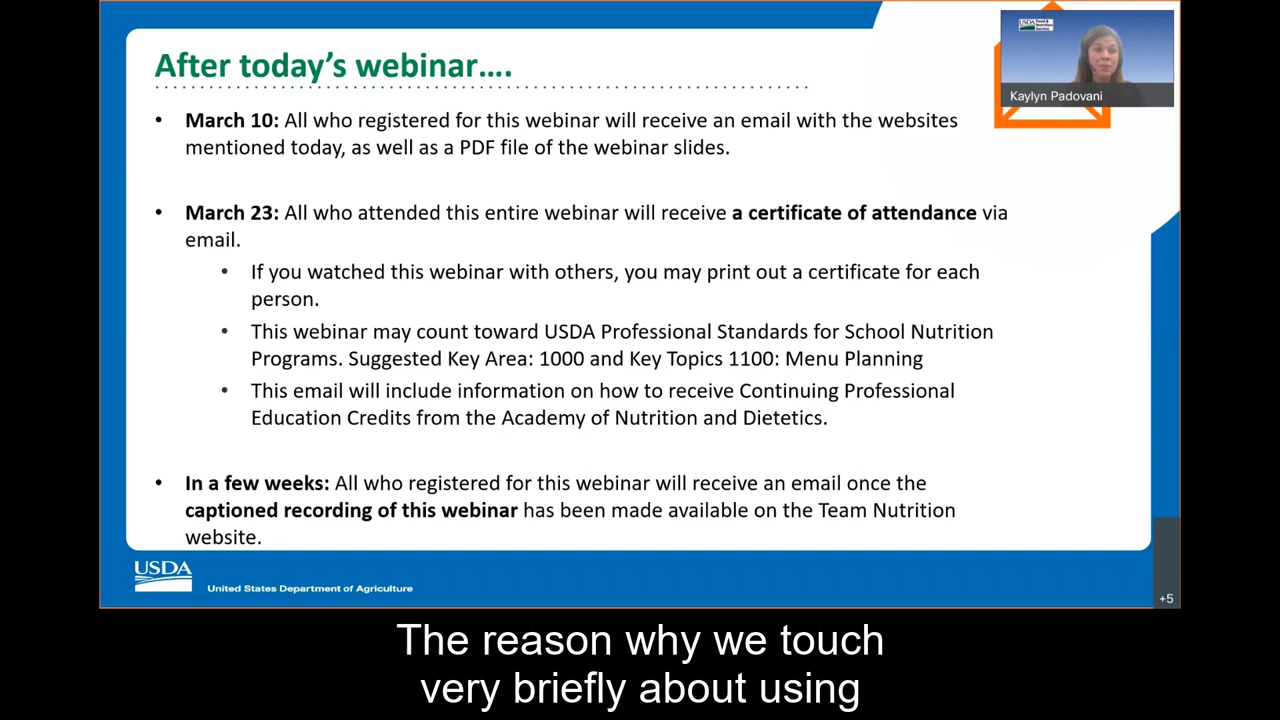 After today's webinar....
• March 10: All who registered for this webinar will receive an email with the websites
mentioned today, as well as a PDF file of the webinar slides.
• March 23: All who attended this entire webinar will receive a certificate of attendance via
email.
• If you watched this webinar with others, you may print out a certificate for each
person.
• This webinar may count toward USDA Professional Standards for School Nutrition
Programs. Suggested Key Area: 1000 and Key Topics 1100: Menu Planning
• This email will include information on how to receive Continuing Professional
Education Credits from the Academy of Nutrition and Dietetics.
• In a few weeks: All who registered for this webinar will receive an email once the
captioned recording of this webinar has been made available on the Team Nutrition
website.
USDA
United States Department of Agriculture
USDA Food &
Nutrition
Service
Kaylyn Padovani
+5
The reason why we touch
very briefly about using